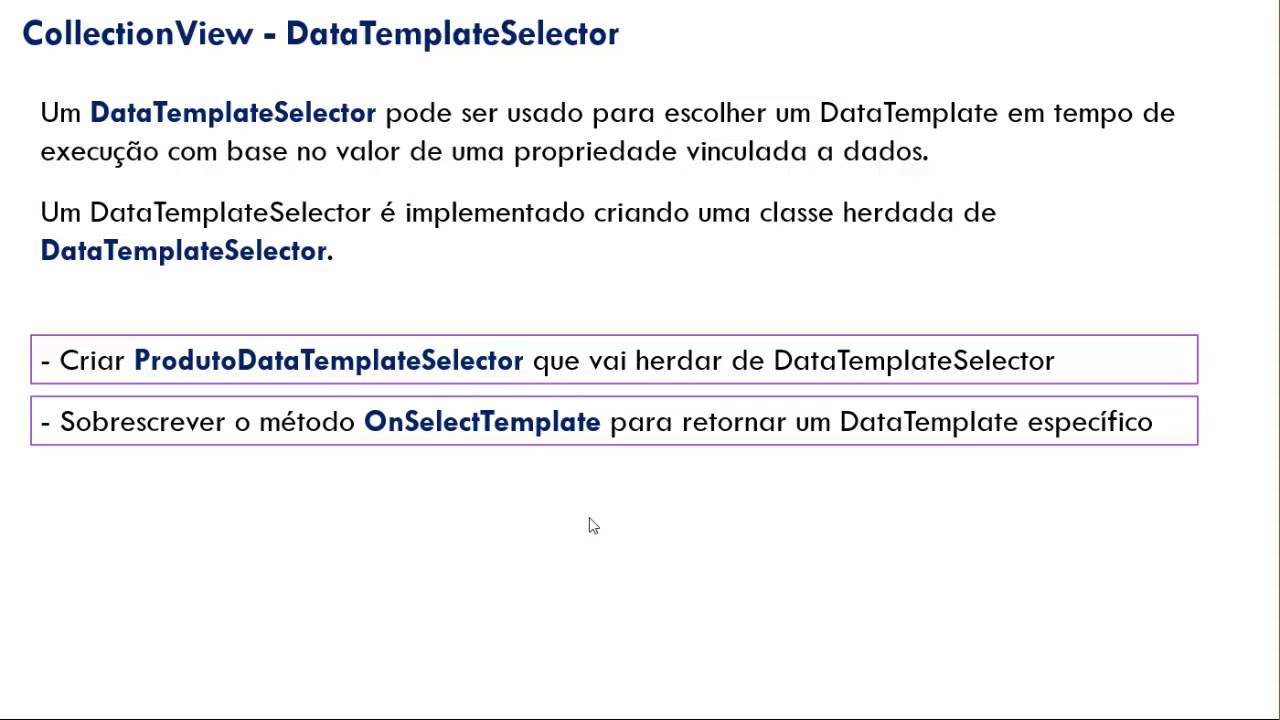 CollectionView - DataTemplateSelector
Um DataTemplateSelector pode ser usado para escolher um DataTemplate em tempo de
execução com base no valor de uma propriedade vinculada a dados.
Um DataTemplateSelector é implementado criando uma classe herdada de
DataTemplateSelector.
- Criar ProdutoDataTemplateSelector que vai herdar de DataTemplateSelector
- Sobrescrever o método OnSelectTemplate para retornar um DataTemplate específico